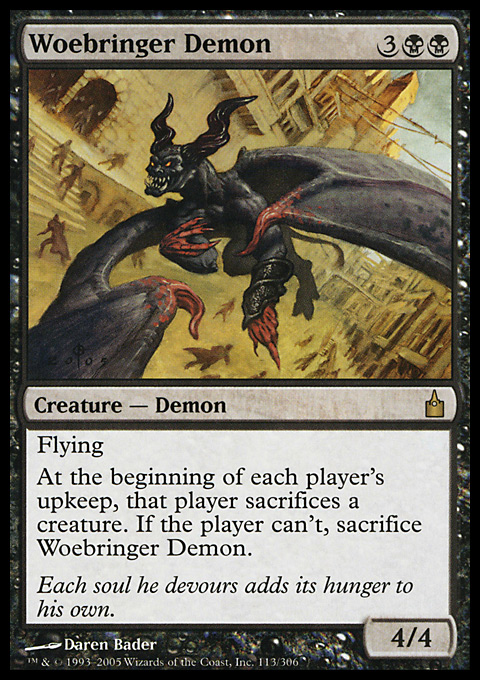 Woebringer Demon 3
Creature — Demon
Flying
At the beginning of each player's
upkeep, that player sacrifices a
creature. If the player can't, sacrifice
Woebringer Demon.
Each soul he devours adds its hunger to
his own.
Daren Bader
4/4
™ & © 1993–2005 Wizards of the Coast, Inc. 113/306